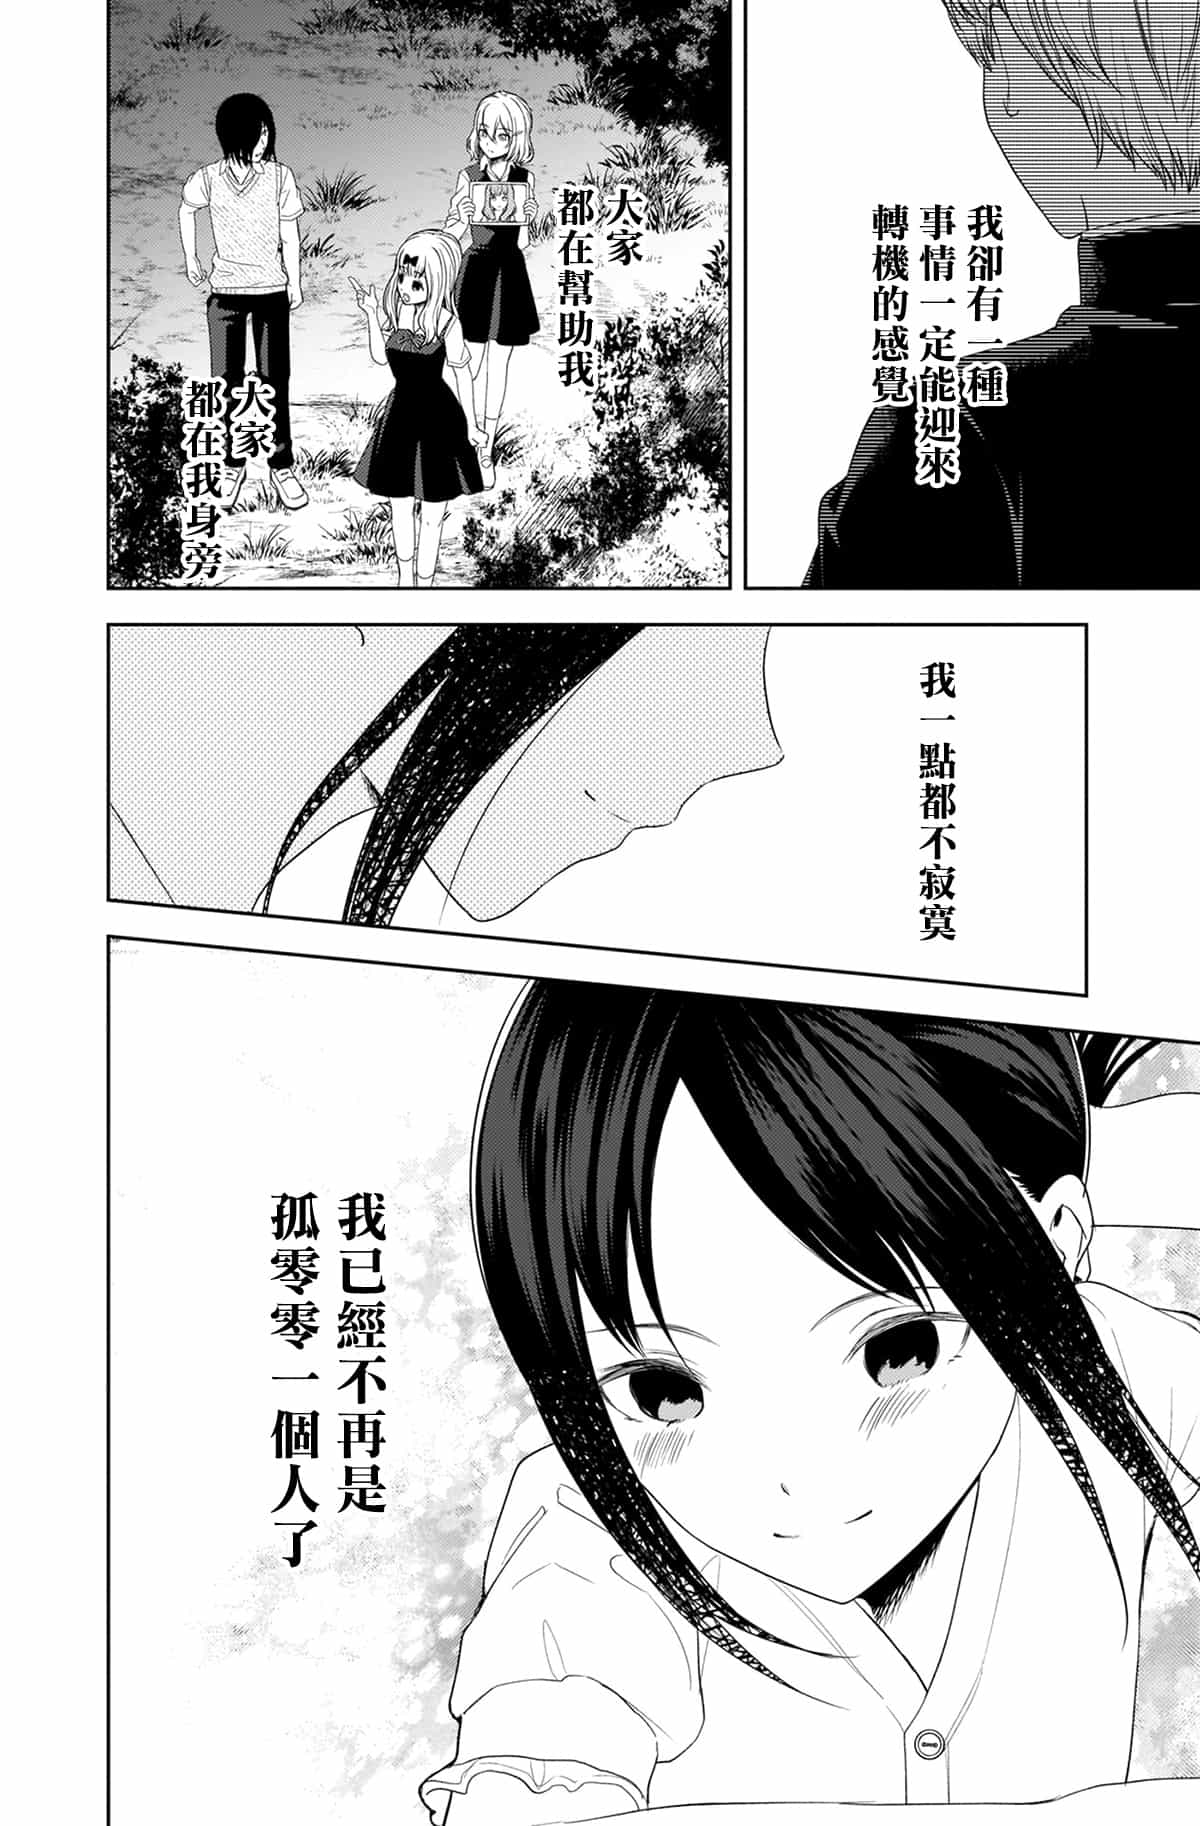 我卻有一種
事情一定能迎來
轉機的感覺
大家
都在幫助我
大家
都在我身旁
我一點都不寂寞
我已經不再是
孤零零一個人了